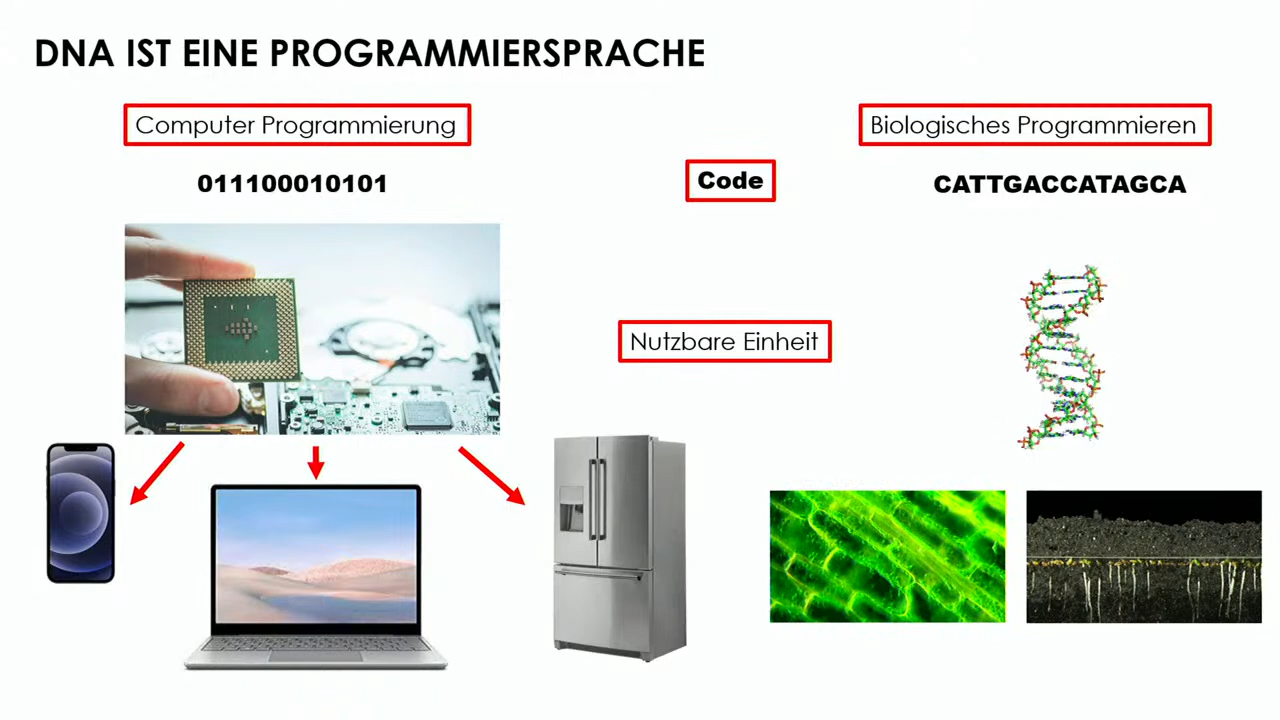 DNA IST EINE PROGRAMMIERSPRACHE
Computer Programmierung
Biologisches Programmieren
011100010101
Code
CATTGACCATAGCA
Nutzbare Einheit